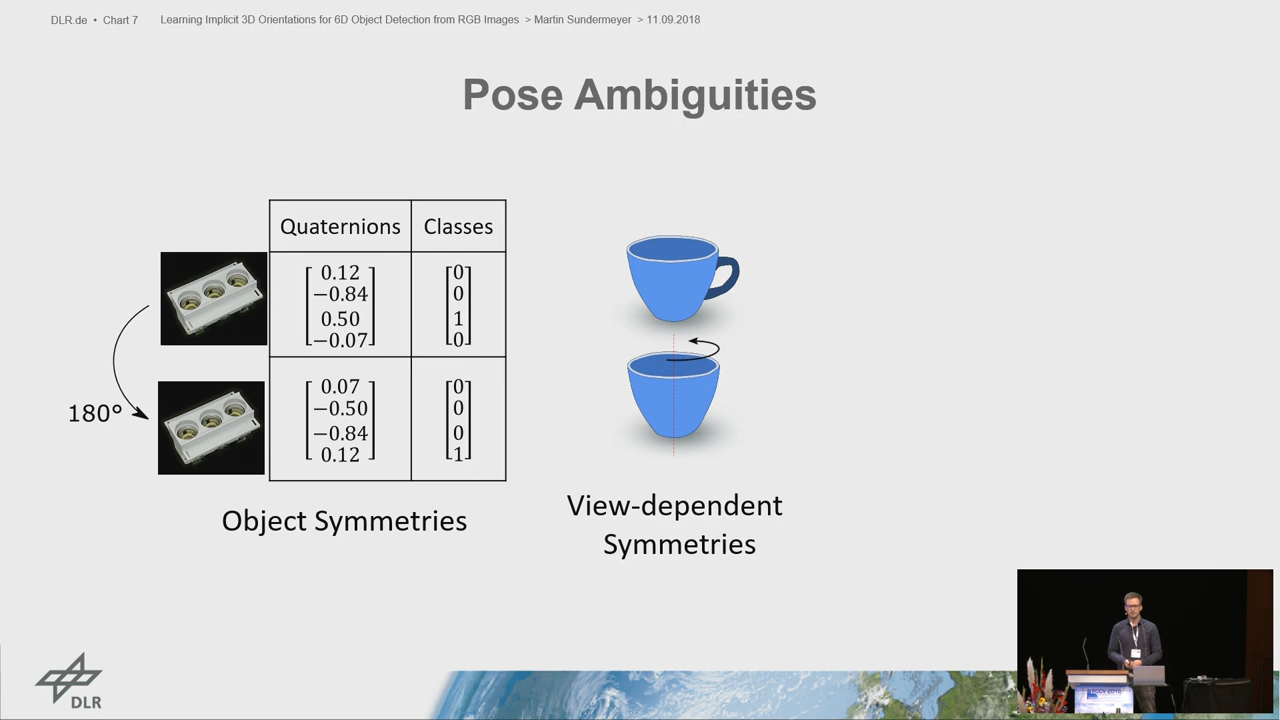 DLR.de • Chart 7 Learning Implicit 3D Orientations for 6D Object Detection from RGB Images > Martin Sundermeyer > 11.09.2018
Pose Ambiguities
Quaternions Classes
0.12 0
−0.84 0
0.50 1
−0.07 0
0.07 0
−0.50 0
−0.84 0
0.12 1
180°
Object Symmetries
View-dependent
Symmetries
DLR
ECCV 2018